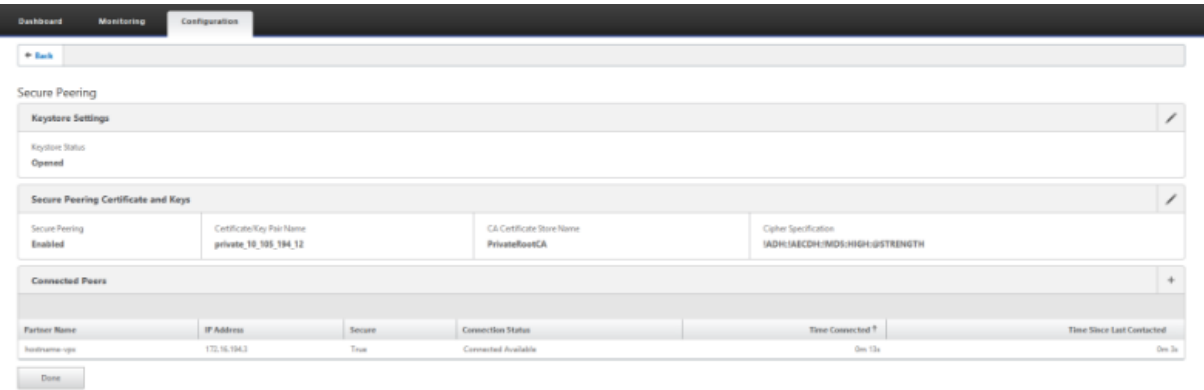 Dashboard Monitoring Configuration
Back
Secure Peering
Keystore Settings
Keystore Status
Opened
Secure Peering Certificate and Keys
Secure Peering Certificate/Key Pair Name CA Certificate Store Name Cipher Specification
Enabled private_10_105_194_12 PrivateRootCA !ADH:!AECDH:!MD5:HIGH:@STRENGTH
Connected Peers +
Partner Name IP Address Secure Connection Status Time Connected Time Since Last Contacted
172.16.194.3 True Connected Available 0m 13s 0m 3s
Done